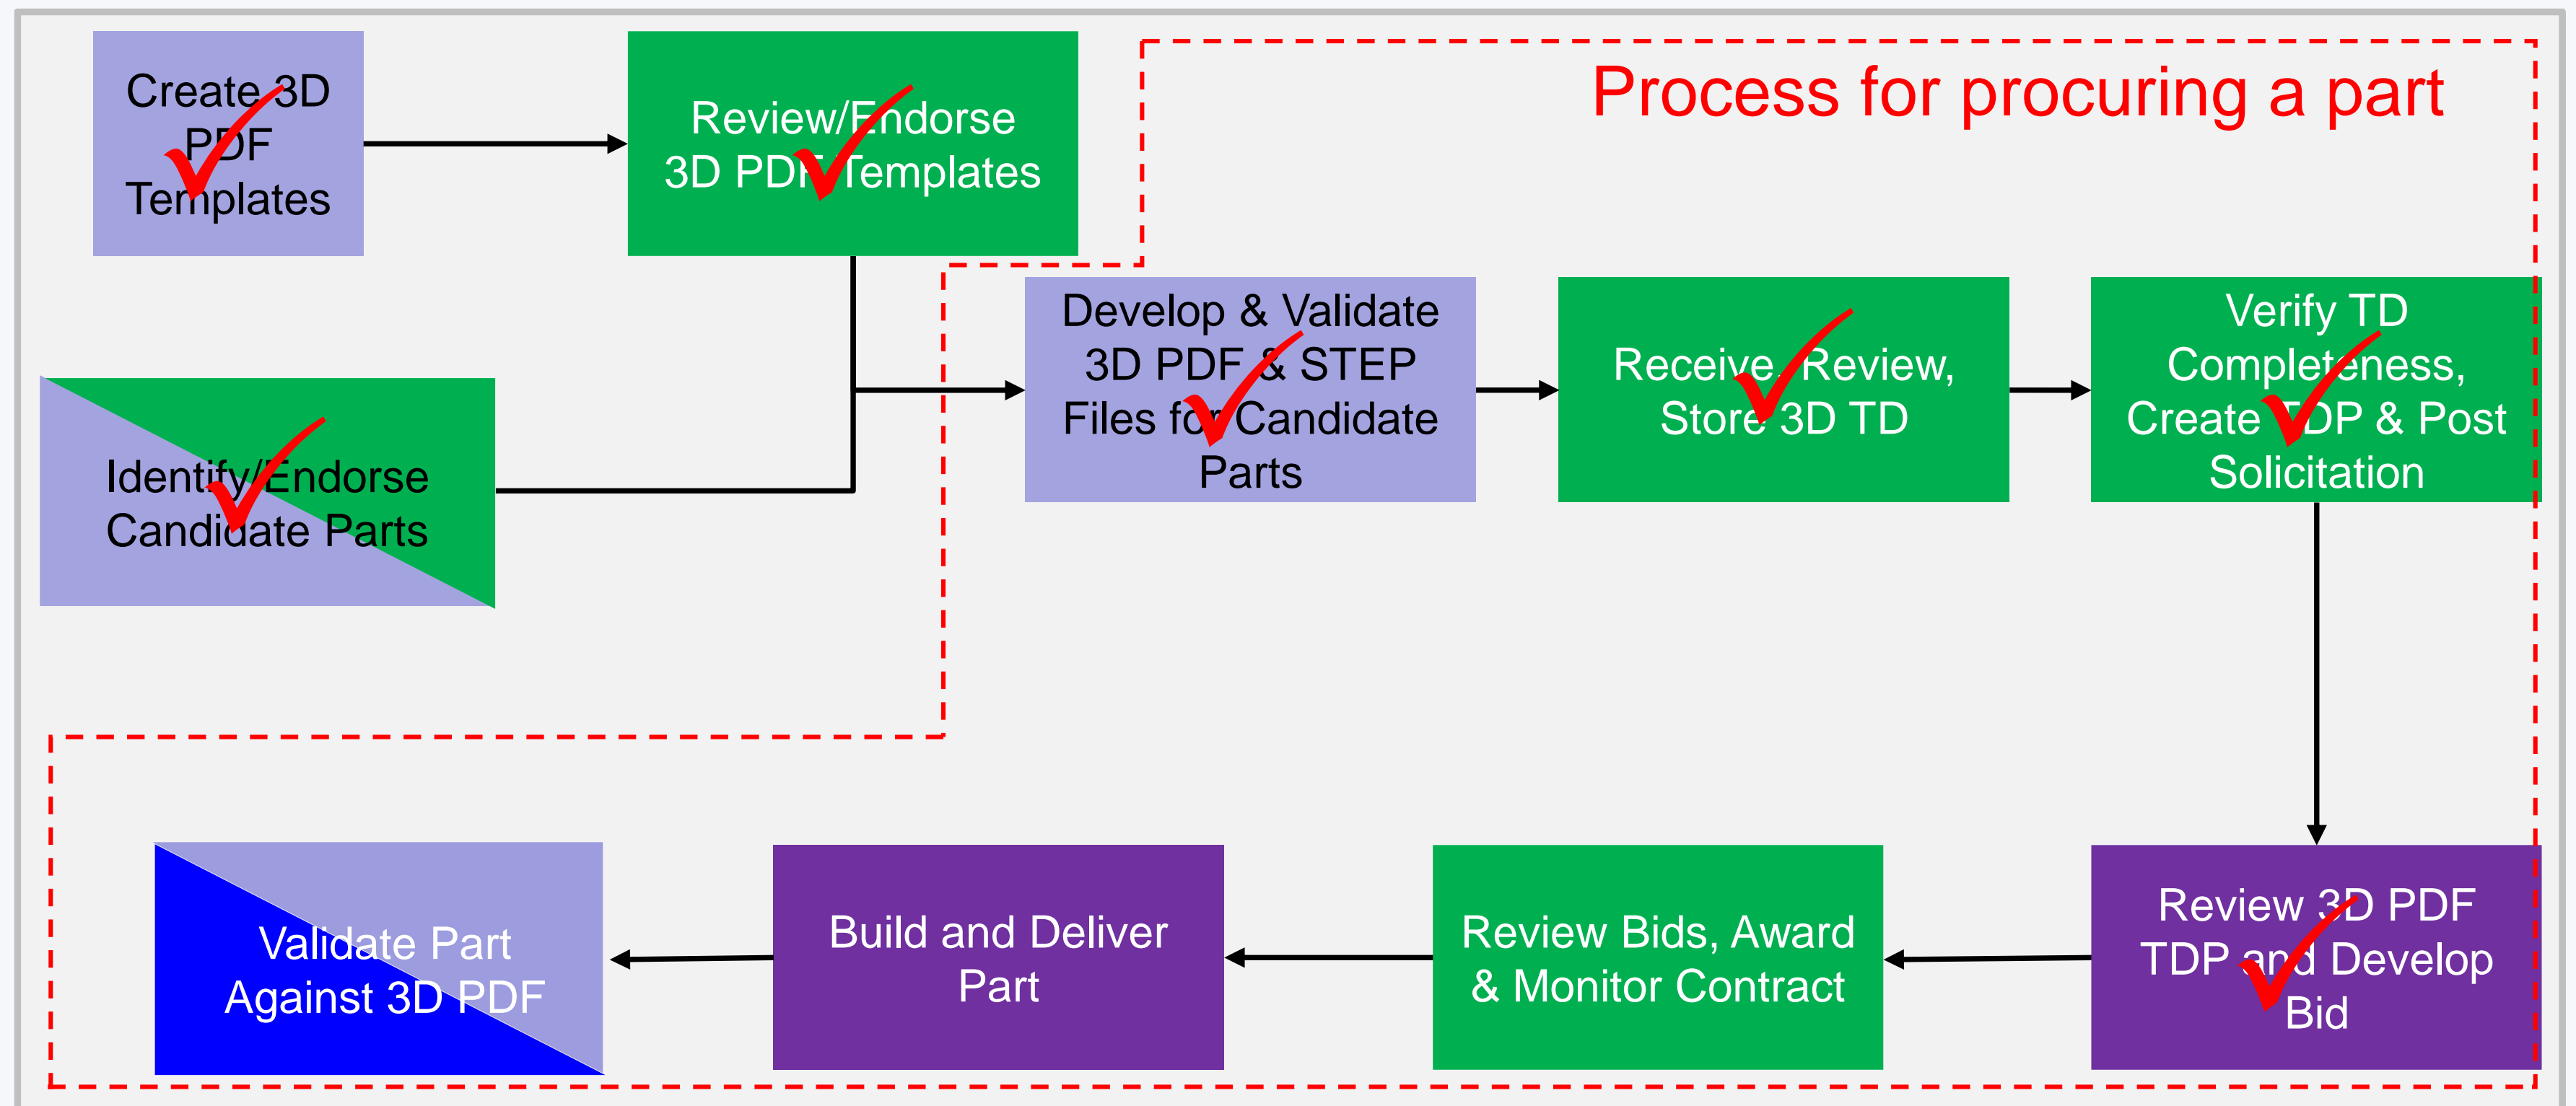 Process for procuring a part
Create 3D
PDF
Templates
Review/Endorse
3D PDF Templates
Identify/Endorse
Candidate Parts
Develop & Validate
3D PDF & STEP
Files for Candidate
Parts
Receive, Review,
Store 3D TD
Verify TD
Completeness,
Create TDP & Post
Solicitation
Review 3D PDF
TDP and Develop
Bid
Review Bids, Award
& Monitor Contract
Build and Deliver
Part
Validate Part
Against 3D PDF